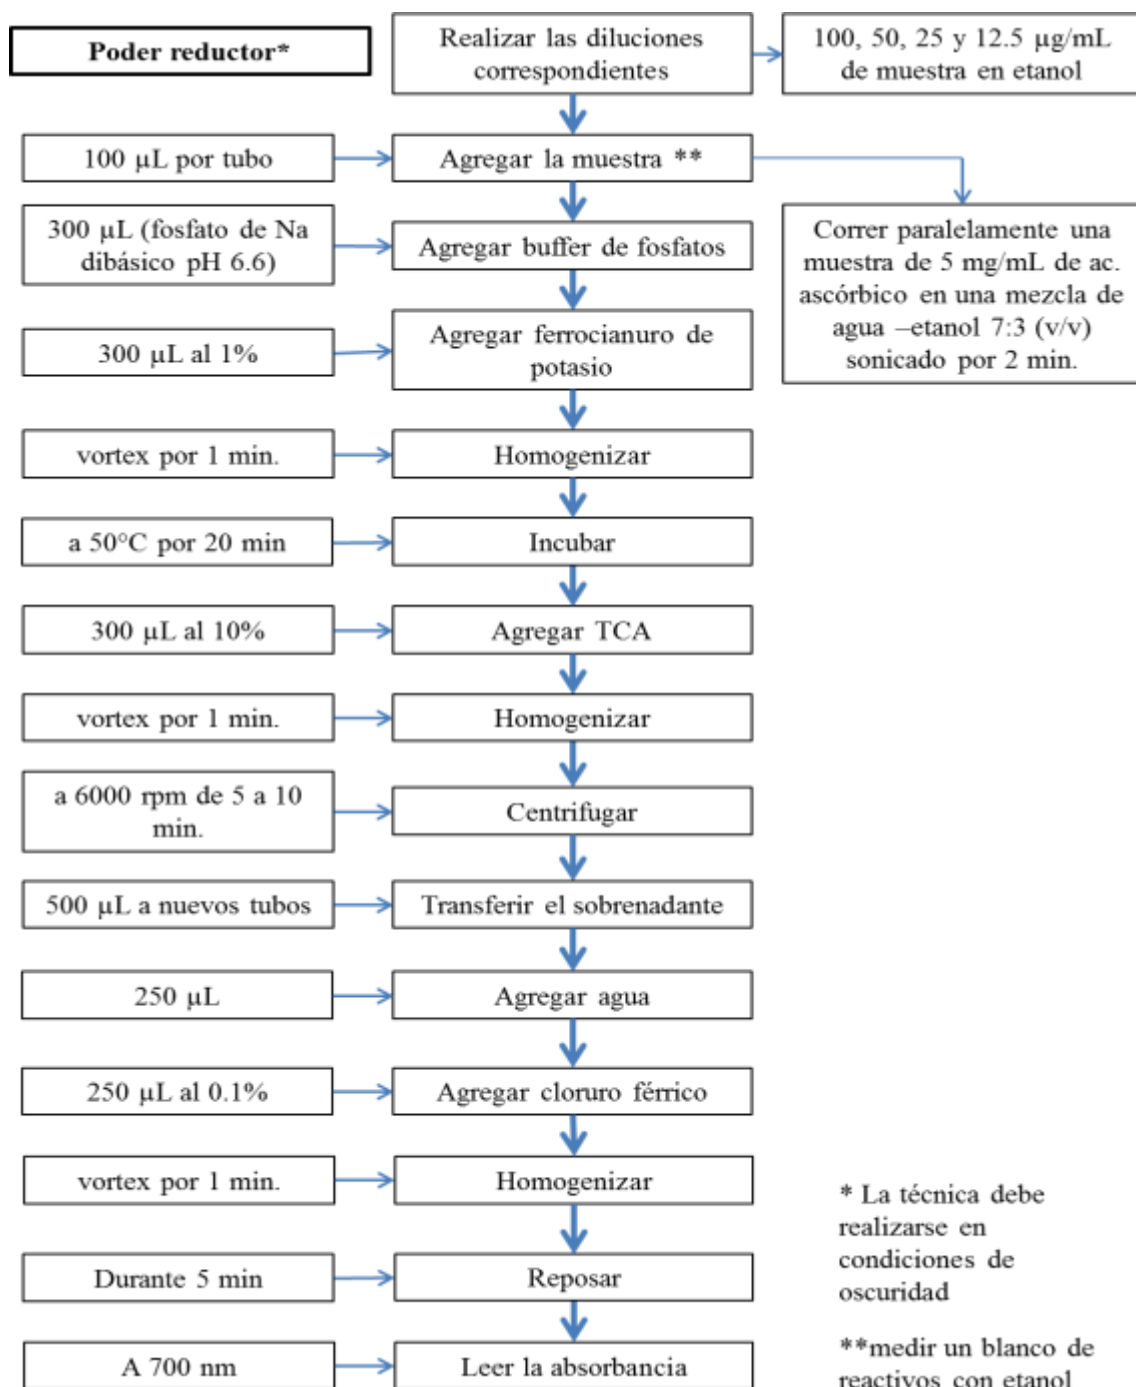 Poder reductor*
Realizar las diluciones
correspondientes
100, 50, 25 y 12.5 µg/mL
de muestra en etanol
100 µL por tubo
Agregar la muestra **
300 µL (fosfato de Na
dibásico pH 6.6)
Agregar buffer de fosfatos
Correr paralelamente una
muestra de 5 mg/mL de ac.
ascórbico en una mezcla de
agua –etanol 7:3 (v/v)
sonicado por 2 min.
300 µL al 1%
Agregar ferrocianuro de
potasio
vortex por 1 min.
Homogenizar
a 50°C por 20 min
Incubar
300 µL al 10%
Agregar TCA
vortex por 1 min.
Homogenizar
a 6000 rpm de 5 a 10
min.
Centrifugar
500 µL a nuevos tubos
Transferir el sobrenadante
250 µL
Agregar agua
250 µL al 0.1%
Agregar cloruro férrico
vortex por 1 min.
Homogenizar
Durante 5 min
Reposar
A 700 nm
Leer la absorbancia
* La técnica debe
realizarse en
condiciones de
oscuridad
**medir un blanco de
reactivos con etanol